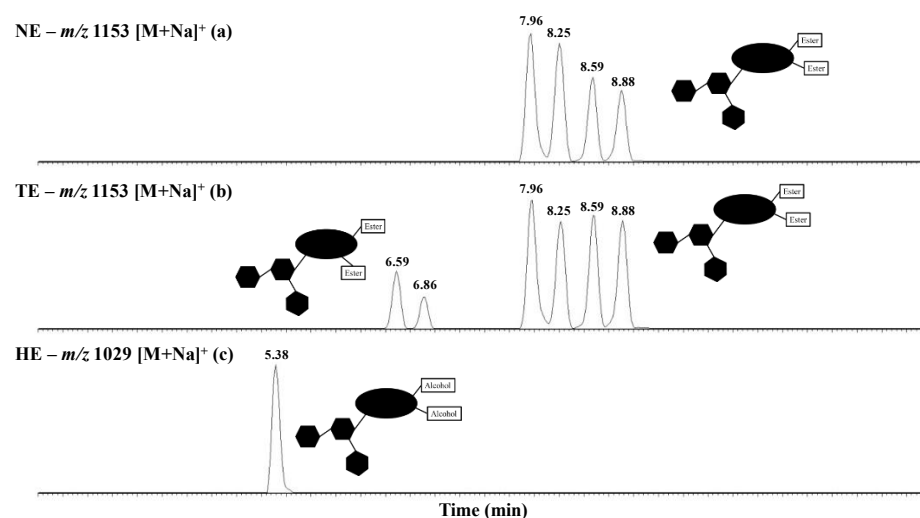 NE – m/z 1153 [M+Na]⁺ (a)
7.96
8.25
8.59
8.88
Ester
Ester
TE – m/z 1153 [M+Na]⁺ (b)
7.96
8.25
8.59
8.88
Ester
Ester
Ester
Ester
6.59
6.86
HE – m/z 1029 [M+Na]⁺ (c)
5.38
Alcohol
Alcohol
Time (min)